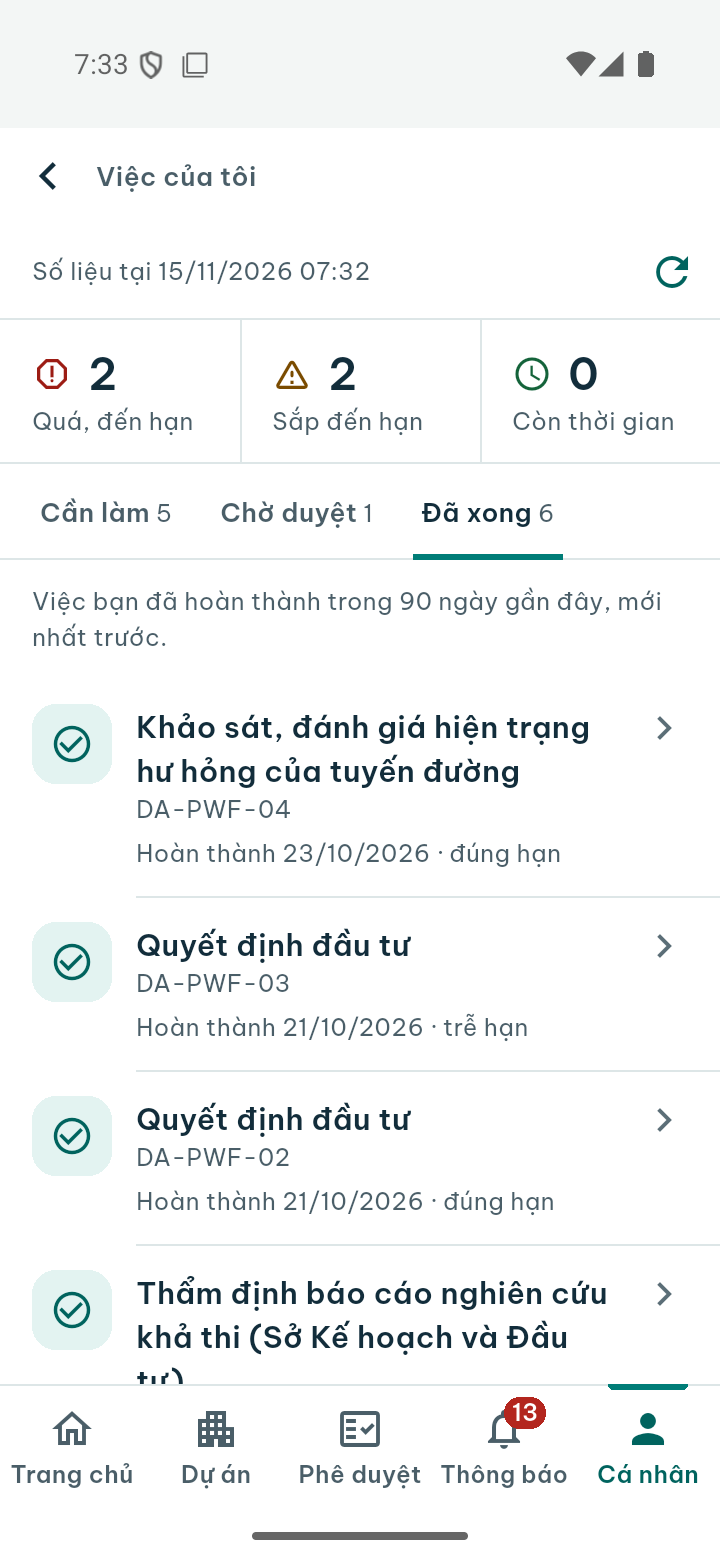 7:33
Việc của tôi
Số liệu tại 15/11/2026 07:32
2
Quá, đến hạn
2
Sắp đến hạn
0
Còn thời gian
Cần làm 5
Chờ duyệt 1
Đã xong 6
Việc bạn đã hoàn thành trong 90 ngày gần đây, mới
nhất trước.
Khảo sát, đánh giá hiện trạng
hư hỏng của tuyến đường
DA-PWF-04
Hoàn thành 23/10/2026 · đúng hạn
Quyết định đầu tư
DA-PWF-03
Hoàn thành 21/10/2026 · trễ hạn
Quyết định đầu tư
DA-PWF-02
Hoàn thành 21/10/2026 · đúng hạn
Thẩm định báo cáo nghiên cứu
khả thi (Sở Kế hoạch và Đầu
tư)
13
Trang chủ
Dự án
Phê duyệt
Thông báo
Cá nhân